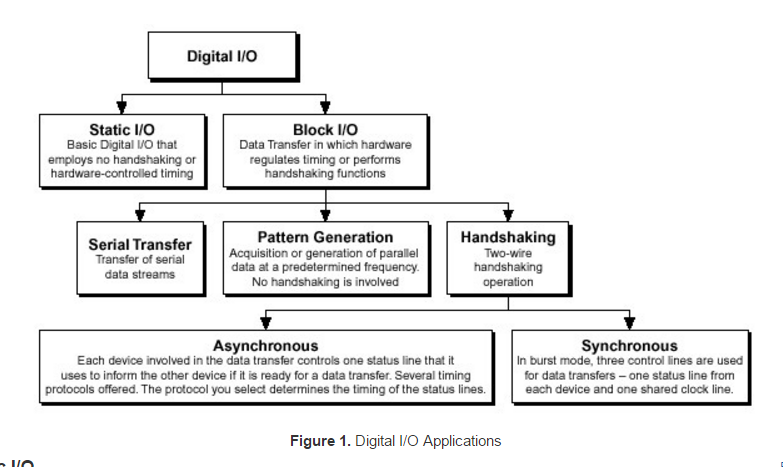 Digital I/O
Static I/O
Basic Digital I/O that
employs no handshaking or
hardware-controlled timing
Block I/O
Data Transfer in which hardware
regulates timing or performs
handshaking functions
Serial Transfer
Transfer of serial
data streams
Pattern Generation
Acquisition or generation of parallel
data at a predetermined frequency.
No handshaking is involved
Handshaking
Two-wire
handshaking
operation
Asynchronous
Each device involved in the data transfer controls one status line that it
uses to inform the other device if it is ready for a data transfer. Several timing
protocols offered. The protocol you select determines the timing of the status lines.
Synchronous
In burst mode, three control lines are used
for data transfers – one status line from
each device and one shared clock line.
Figure 1. Digital I/O Applications